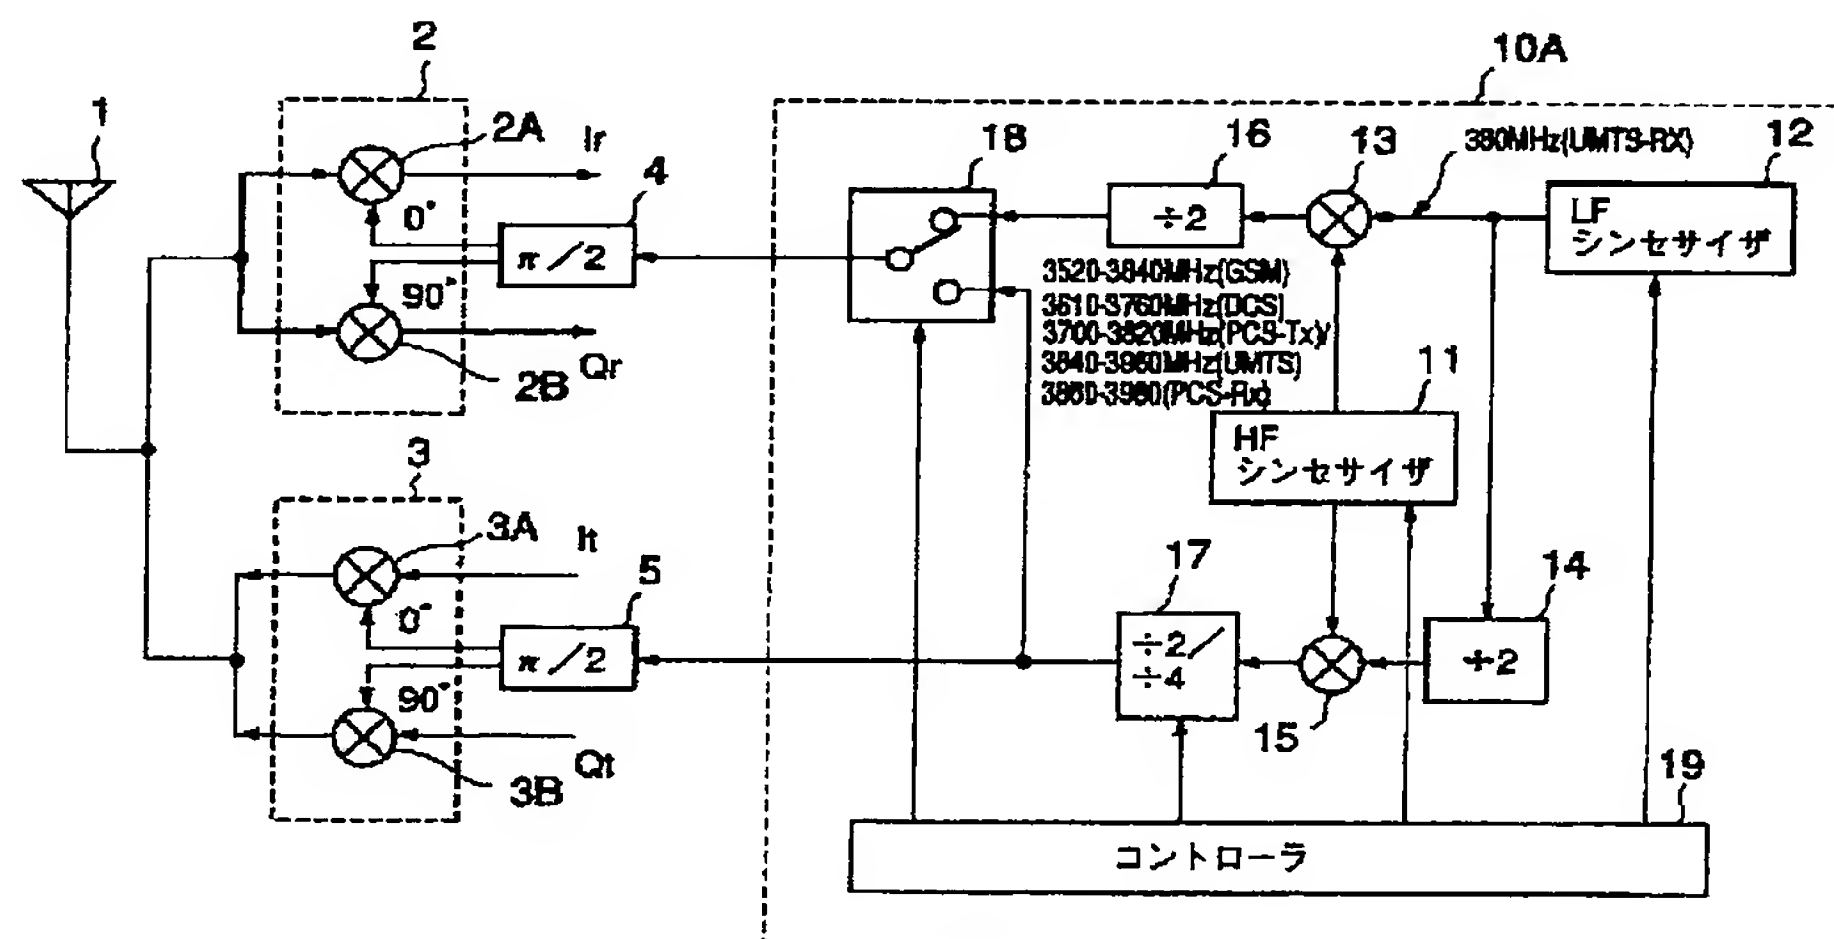 1
2
2A
Ir
0°
4
π/2
90°
Qr
2B
3
3A
It
0°
5
π/2
90°
Qt
3B
10A
18
16
÷2
13
380MHz(UMTS-RX)
12
LF
シンセサイザ
3520-3840MHz(GSM)
3610-3760MHz(DCS)
3700-3820MHz(PCS-Tx)/
3840-3960MHz(UMTS)
3860-3980(PCS-Rx)
11
HF
シンセサイザ
17
÷2/
÷4
15
14
÷2
19
コントローラ